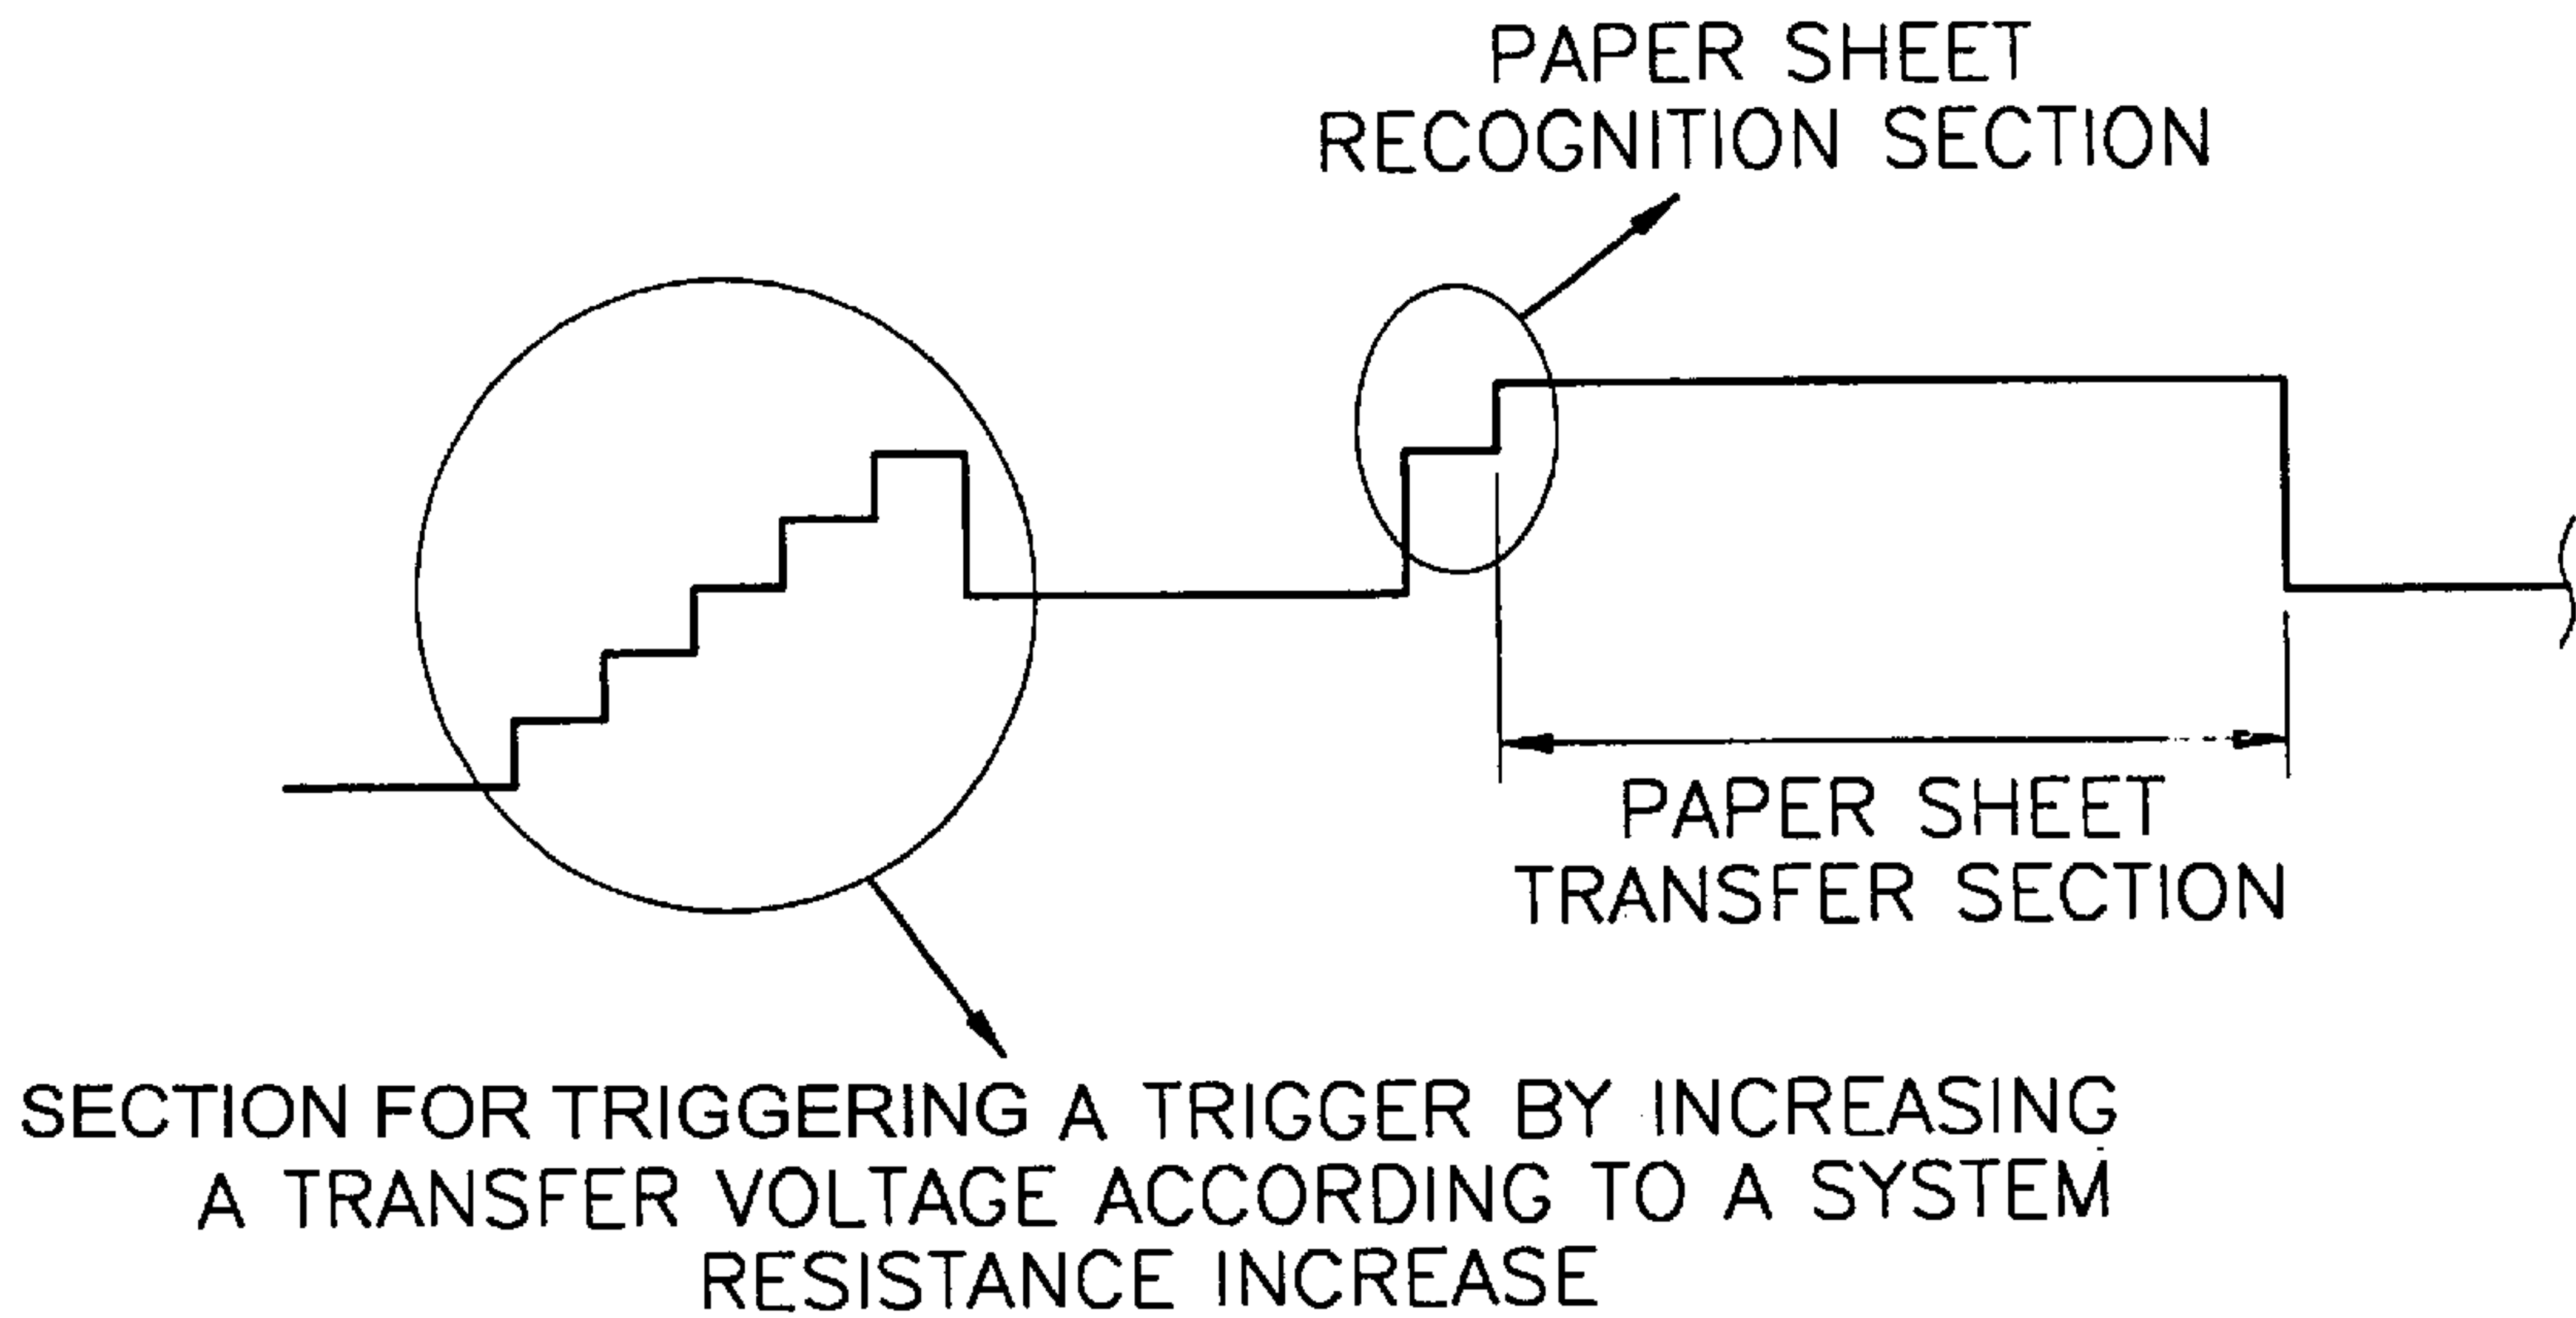 PAPER SHEET
RECOGNITION SECTION
PAPER SHEET
TRANSFER SECTION
SECTION FOR TRIGGERING A TRIGGER BY INCREASING
A TRANSFER VOLTAGE ACCORDING TO A SYSTEM
RESISTANCE INCREASE